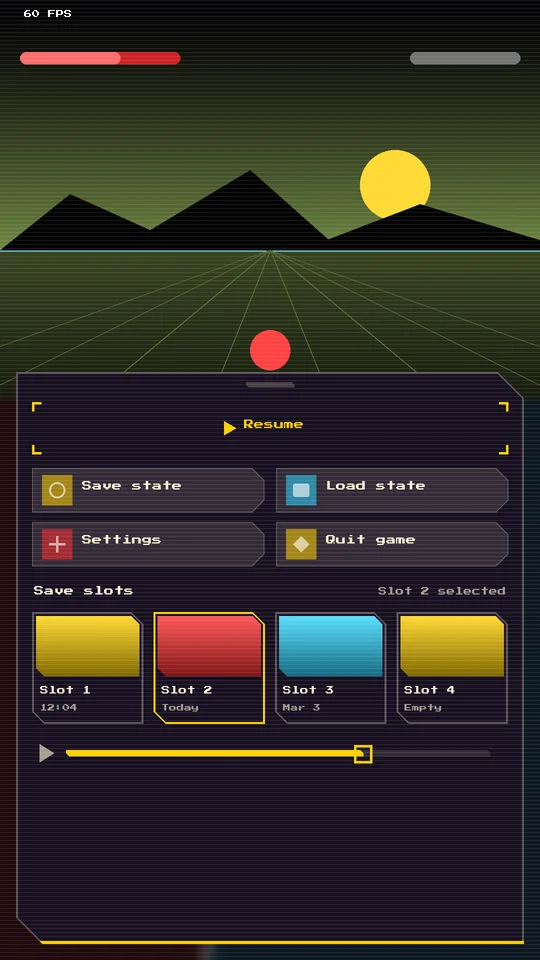 60 FPS
Resume
Save state
Load state
Settings
Quit game
Save slots
Slot 2 selected
Slot 1
12:04
Slot 2
Today
Slot 3
Mar 3
Slot 4
Empty